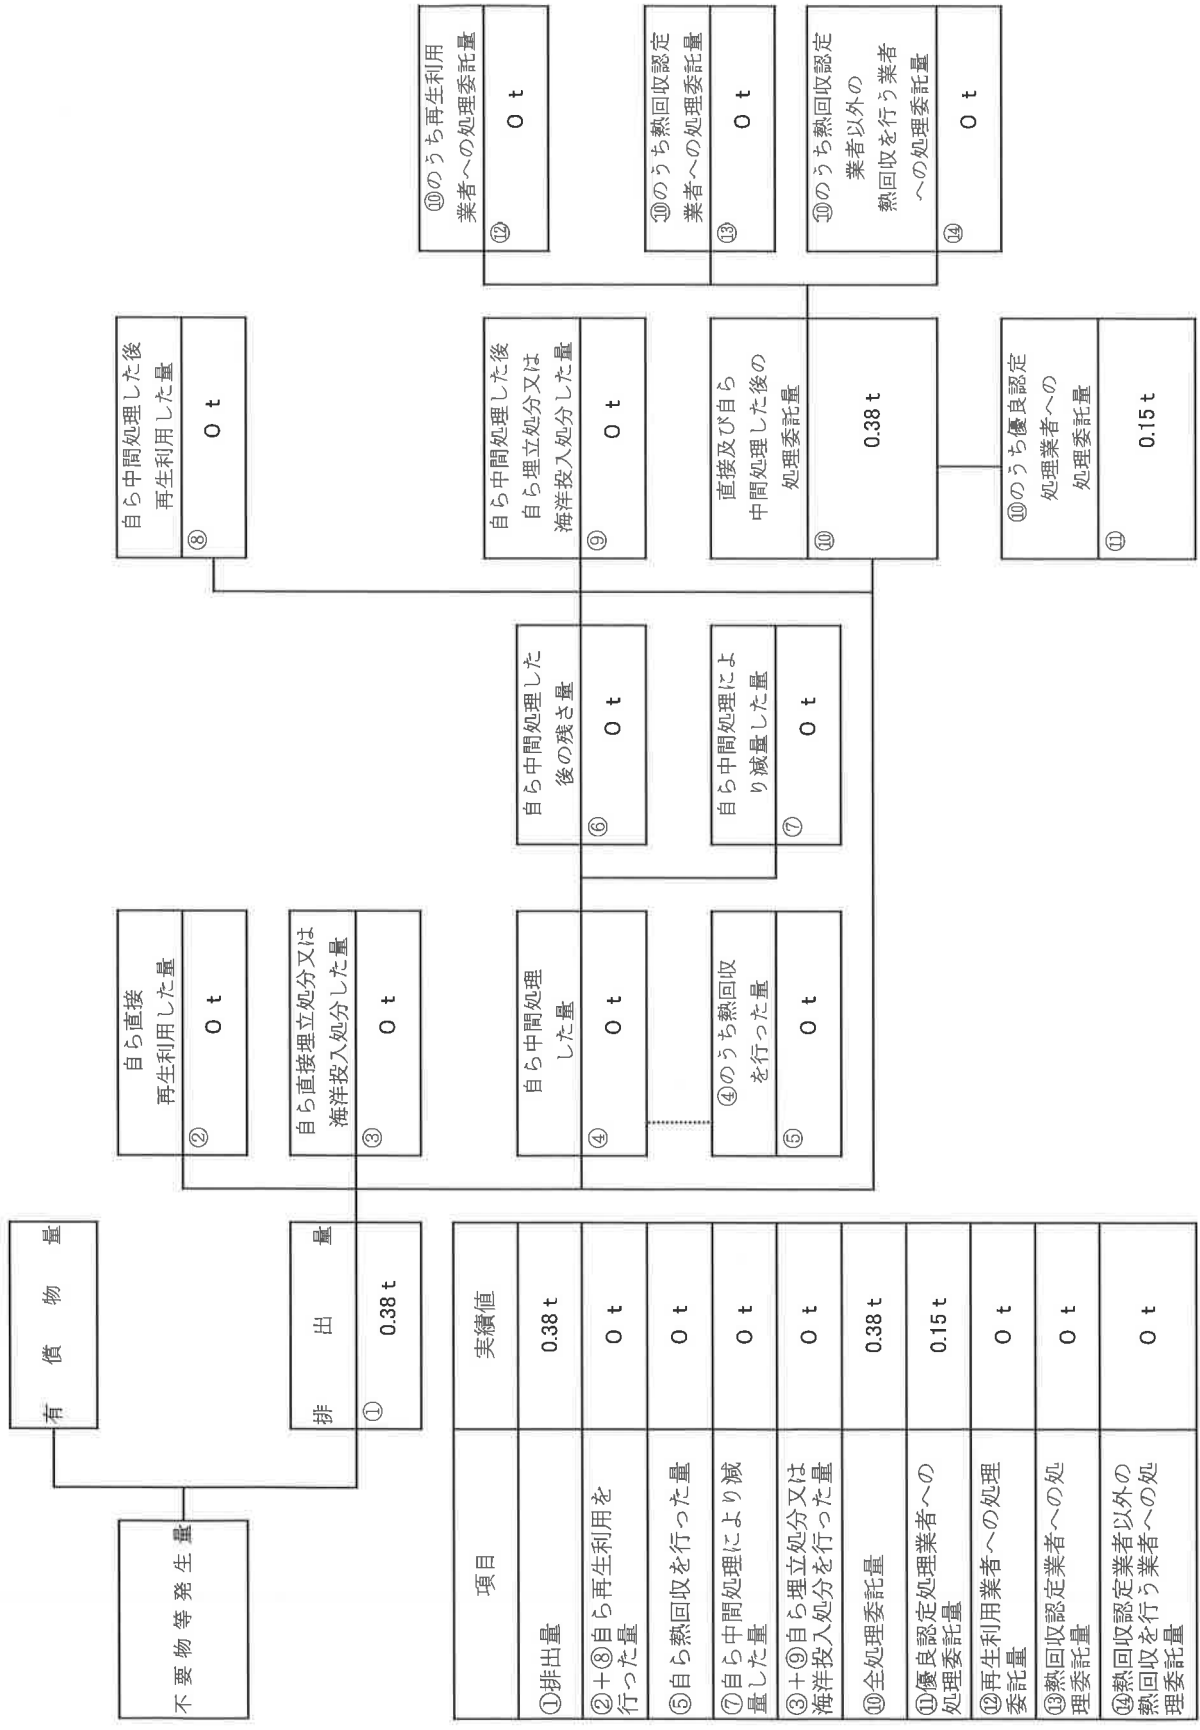 不要物等発生量
有償物量
排出量
①
0.38 t
自ら直接
再生利用した量
②
0 t
自ら直接埋立処分又は
海洋投入処分した量
③
0 t
自ら中間処理
した量
④
0 t
④のうち熱回収
を行った量
⑤
0 t
自ら中間処理した
後の残さ量
⑥
0 t
自ら中間処理によ
り減量した量
⑦
0 t
自ら中間処理した後
再生利用した量
⑧
0 t
自ら中間処理した後
自ら埋立処分又は
海洋投入処分した量
⑨
0 t
直接及び自ら
中間処理した後の
処理委託量
⑩
0.38 t
⑩のうち優良認定
処理業者への
処理委託量
⑪
0.15 t
⑩のうち再生利用
業者への処理委託量
⑫
0 t
⑩のうち熱回収認定
業者への処理委託量
⑬
0 t
⑩のうち熱回収認定
業者以外の
熱回収を行う業者
への処理委託量
⑭
0 t
項目 実績値
①排出量 0.38 t
②+⑧自ら再生利用を
行った量 0 t
⑤自ら熱回収を行った量 0 t
⑦自ら中間処理により減
量した量 0 t
③+⑨自ら埋立処分又は
海洋投入処分を行った量 0 t
⑩全処理委託量 0.38 t
⑪優良認定処理業者への
処理委託量 0.15 t
⑫再生利用業者への処理
委託量 0 t
⑬熱回収認定業者への処
理委託量 0 t
⑭熱回収認定業者以外の
熱回収を行う業者への処
理委託量 0 t